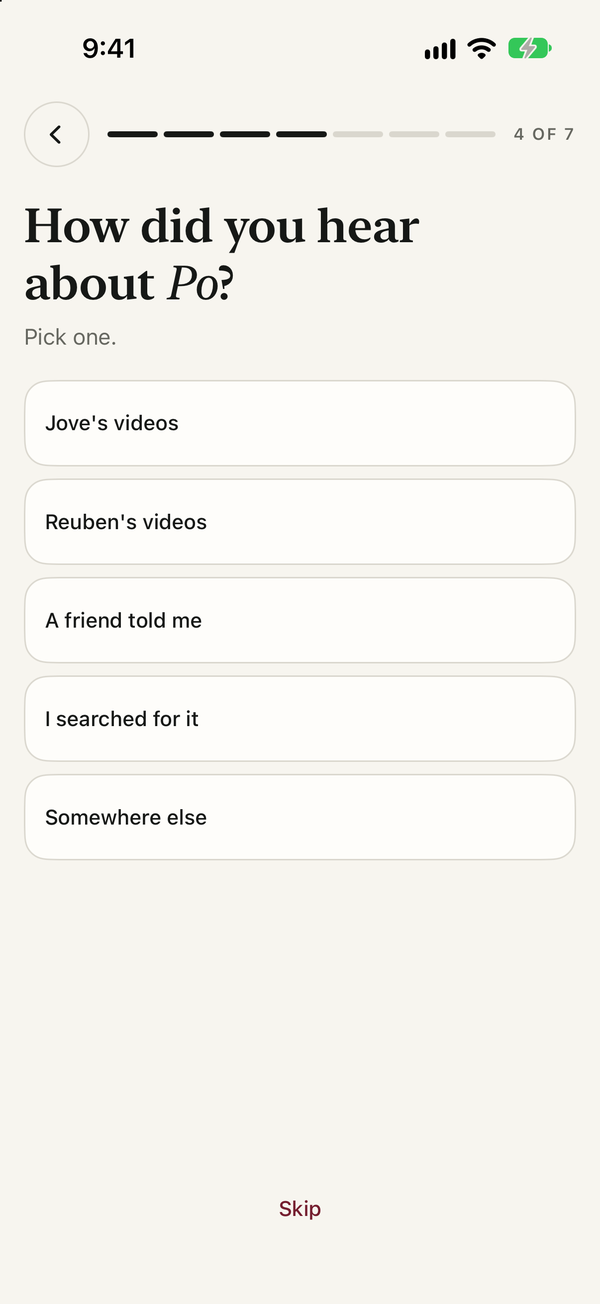 9:41
4 OF 7
How did you hear
about Po?
Pick one.
Jove's videos
Reuben's videos
A friend told me
I searched for it
Somewhere else
Skip